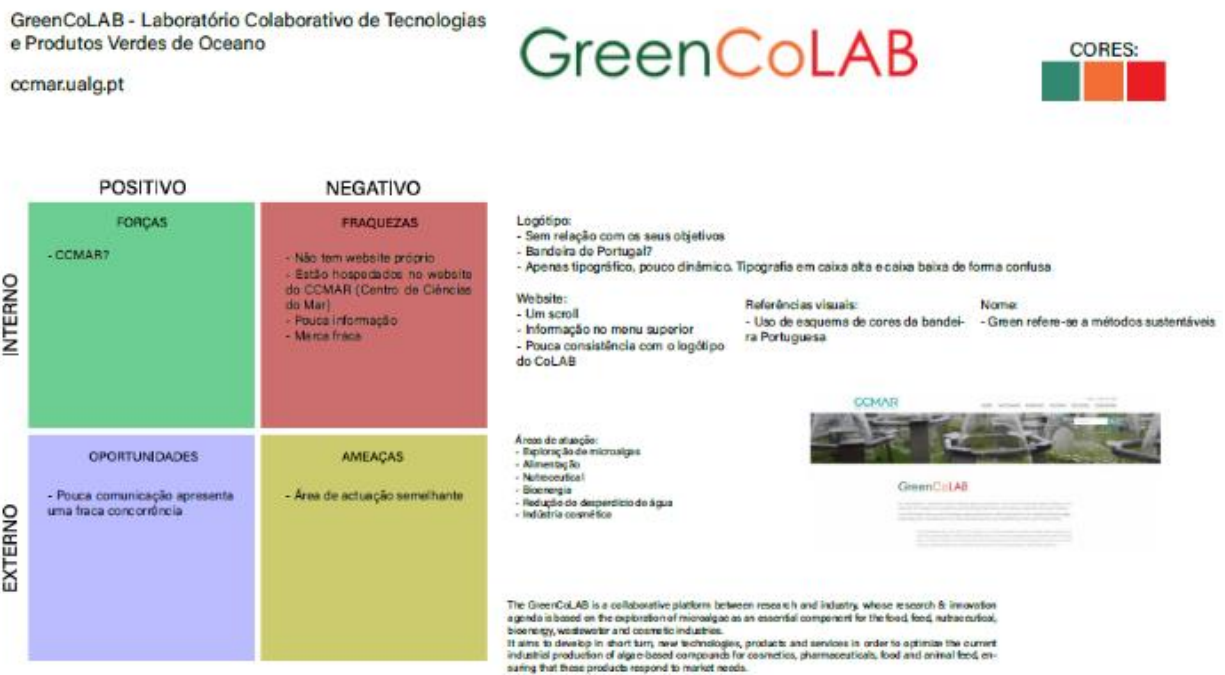 GreenCoLAB - Laboratório Colaborativo de Tecnologias
e Produtos Verdes de Oceano
ccmar.ualg.pt
GreenCoLAB
CORES:
POSITIVO
NEGATIVO
INTERNO
FORÇAS
- CCMAR?
FRAQUEZAS
- Não tem website próprio
- Estão hospedados no website
do CCMAR (Centro de Ciências
do Mar)
- Pouca informação
- Marca fraca
EXTERNO
OPORTUNIDADES
- Pouca comunicação apresenta
uma fraca concorrência
AMEAÇAS
- Área de actuação semelhante
Logótipo:
- Sem relação com os seus objetivos
- Bandeira de Portugal?
- Apenas tipográfico, pouco dinâmico. Tipografia em caixa alta e caixa baixa de forma confusa
Website:
- Um scroll
- Informação no menu superior
- Pouca consistência com o logótipo
do CoLAB
Referências visuais:
- Uso de esquema de cores da bandei-
ra Portuguesa
Nome:
- Green refere-se a métodos sustentáveis
Áreas de atuação:
- Exploração de microalgas
- Alimentação
- Nutraceutical
- Bioenergia
- Redução do desperdício de água
- Indústria cosmética
CCMAR
GreenCoLAB
The GreenCoLAB is a collaborative platform between research and industry, whose research & innovation
agenda is based on the exploration of microalgae as an essential component for the food, feed, nutraceutical,
bioenergy, wastewater and cosmetic industries.
It aims to develop in short turn, new technologies, products and services in order to optimize the current
industrial production of algae-based compounds for cosmetics, pharmaceuticals, food and animal feed, en-
suring that these products respond to market needs.